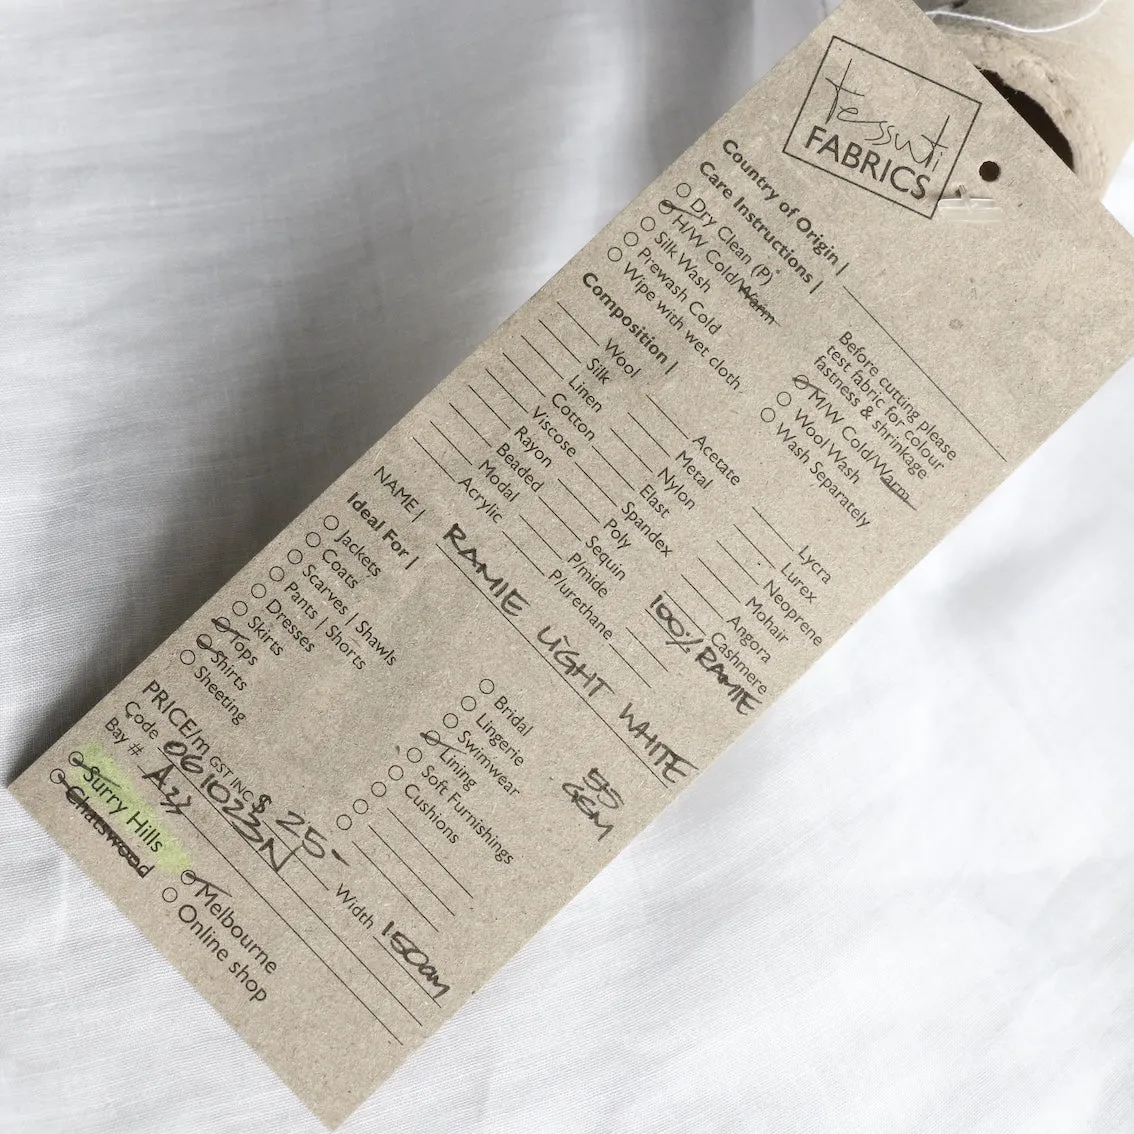 tessuti
FABRICS
Country of Origin |
Care Instructions |
Dry Clean (P)
H/W Cold/Warm
Silk Wash
Prewash Cold
Wipe with wet cloth
Before cutting please
test fabric for colour
fastness & shrinkage
M/W Cold/Warm
Wool Wash
Wash Separately
Composition |
Wool
Silk
Linen
Cotton
Viscose
Rayon
Beaded
Modal
Acrylic
Acetate
Metal
Nylon
Elast
Spandex
Poly
Sequin
P/mide
P/urethane
Lycra
Lurex
Neoprene
Mohair
Angora
Cashmere
100% RAMIE
NAME | RAMIE LIGHT WHITE
55
GSM
Ideal For |
Jackets
Coats
Scarves | Shawls
Pants | Shorts
Dresses
Skirts
Tops
Shirts
Sheeting
Bridal
Lingerie
Swimwear
Lining
Soft Furnishings
Cushions
PRICE/m GST INC $ 25- Width 150cm
Code 061023N
Bay #
Surry Hills
Chatswood
Melbourne
Online shop